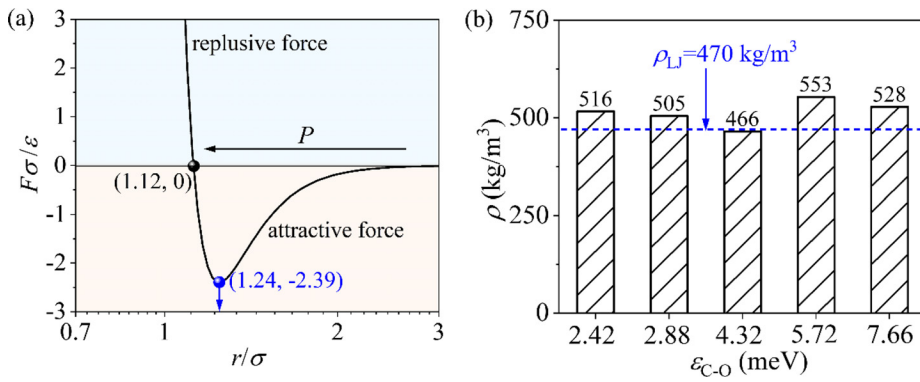 (a)
3
2
1
0
-1
-2
-3
Fσ/ε
replusive force
P
(1.12, 0)
attractive force
(1.24, -2.39)
0.7
1
2
3
r/σ
(b)
750
500
250
0
ρ (kg/m³)
ρLJ=470 kg/m³
516
505
466
553
528
2.42
2.88
4.32
5.72
7.66
εC-O (meV)